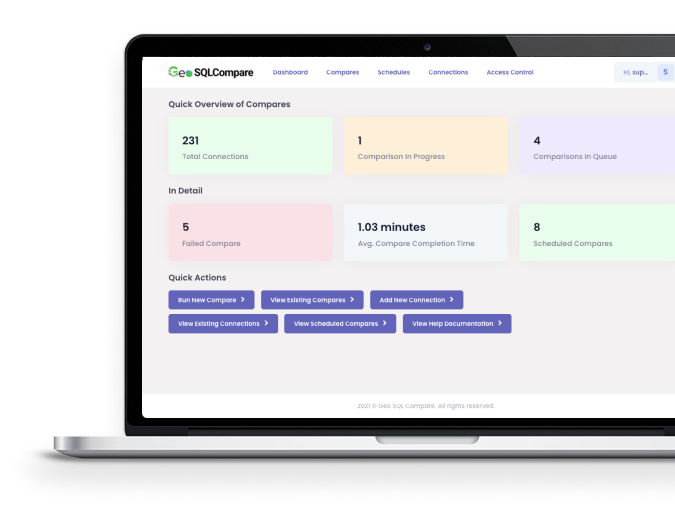 Geo SQLCompare Dashboard Compares Schedules Connections Access Control Hi, sup... S
Quick Overview of Compares
231 1 4
Total Connections Comparison In Progress Comparisons In Queue
In Detail
5 1.03 minutes 8
Failed Compare Avg. Compare Completion Time Scheduled Compares
Quick Actions
Run New Compare > View Existing Compares > Add New Connection >
View Existing Connections > View Scheduled Compares > View Help Documentation >
2021 © Geo SQL Compare. All rights reserved.